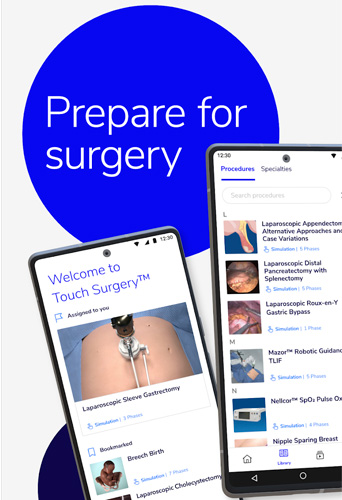 Prepare for
surgery
12:30
Welcome to
Touch Surgery™
Assigned to you
Laparoscopic Sleeve Gastrectomy
Simulation | 3 Phases
Bookmarked
Breech Birth
Simulation | 2 Phases
Laparoscopic Cholecystectomy
12:30
Procedures Specialties
Search procedures
L
Laparoscopic Appendectom
Alternative Approaches and
Case Variations
Simulation | 5 Phases
Laparoscopic Distal
Pancreatectomy with
Splenectomy
Simulation | 5 Phases
Laparoscopic Roux-en-Y
Gastric Bypass
Simulation | 1 Phase
M
Mazor™ Robotic Guidanc
TLIF
Simulation | 5 Phases
N
Nellcor™ SpO₂ Pulse Ox
Simulation | 4 Phases
Nipple Sparing Breast
Library